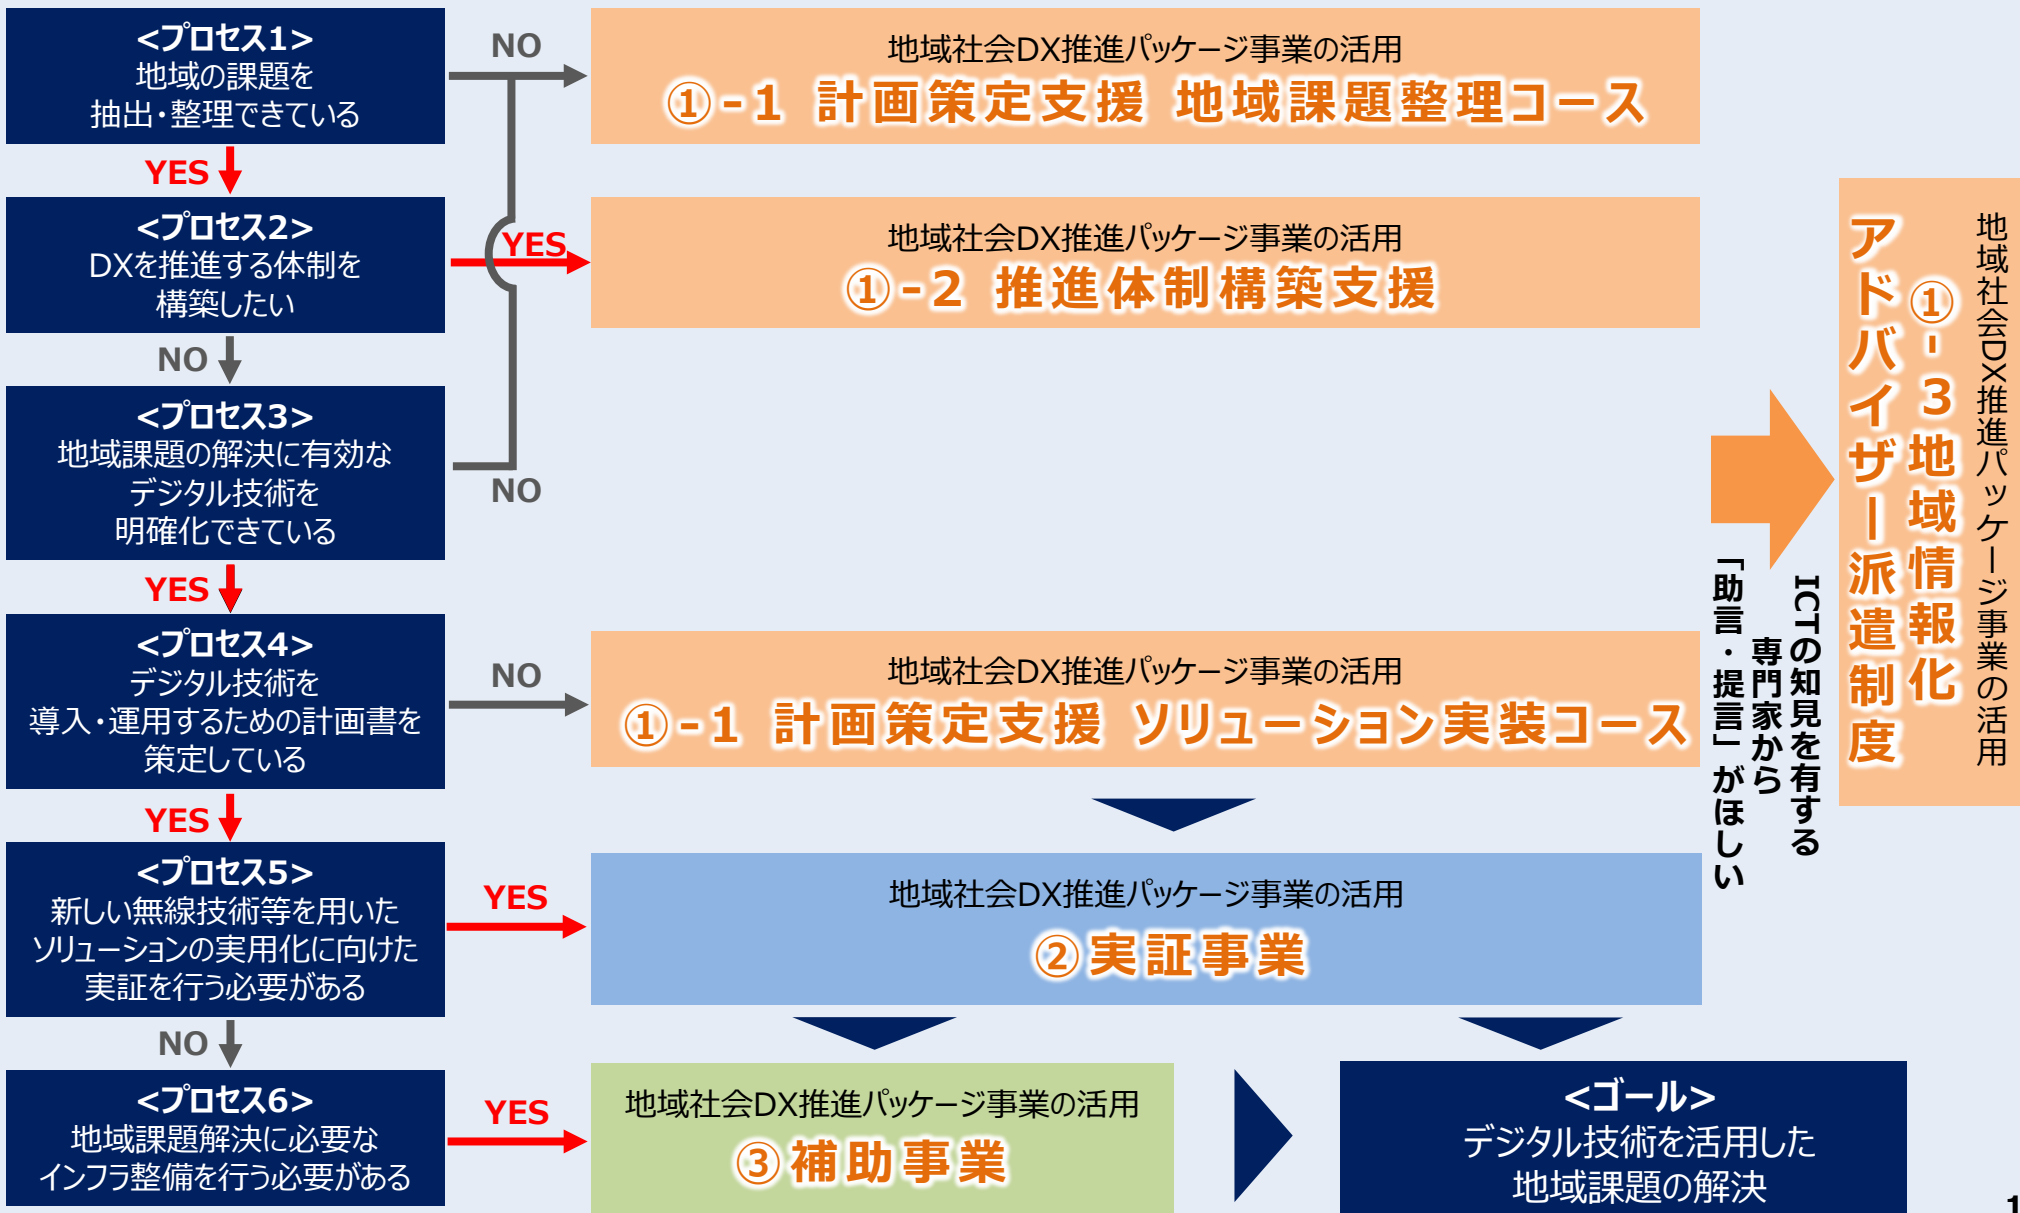 <プロセス1>
地域の課題を
抽出・整理できている
NO
地域社会DX推進パッケージ事業の活用
①-1 計画策定支援 地域課題整理コース
YES
<プロセス2>
DXを推進する体制を
構築したい
YES
地域社会DX推進パッケージ事業の活用
①-2 推進体制構築支援
NO
<プロセス3>
地域課題の解決に有効な
デジタル技術を
明確化できている
NO
YES
<プロセス4>
デジタル技術を
導入・運用するための計画書を
策定している
NO
地域社会DX推進パッケージ事業の活用
①-1 計画策定支援 ソリューション実装コース
YES
<プロセス5>
新しい無線技術等を用いた
ソリューションの実用化に向けた
実証を行う必要がある
YES
地域社会DX推進パッケージ事業の活用
②実証事業
NO
<プロセス6>
地域課題解決に必要な
インフラ整備を行う必要がある
YES
地域社会DX推進パッケージ事業の活用
③補助事業
<ゴール>
デジタル技術を活用した
地域課題の解決
ICTの知見を有する
専門家から
「助言・提言」がほしい
地域社会DX推進パッケージ事業の活用
①-3地域情報化
アドバイザー派遣制度
1